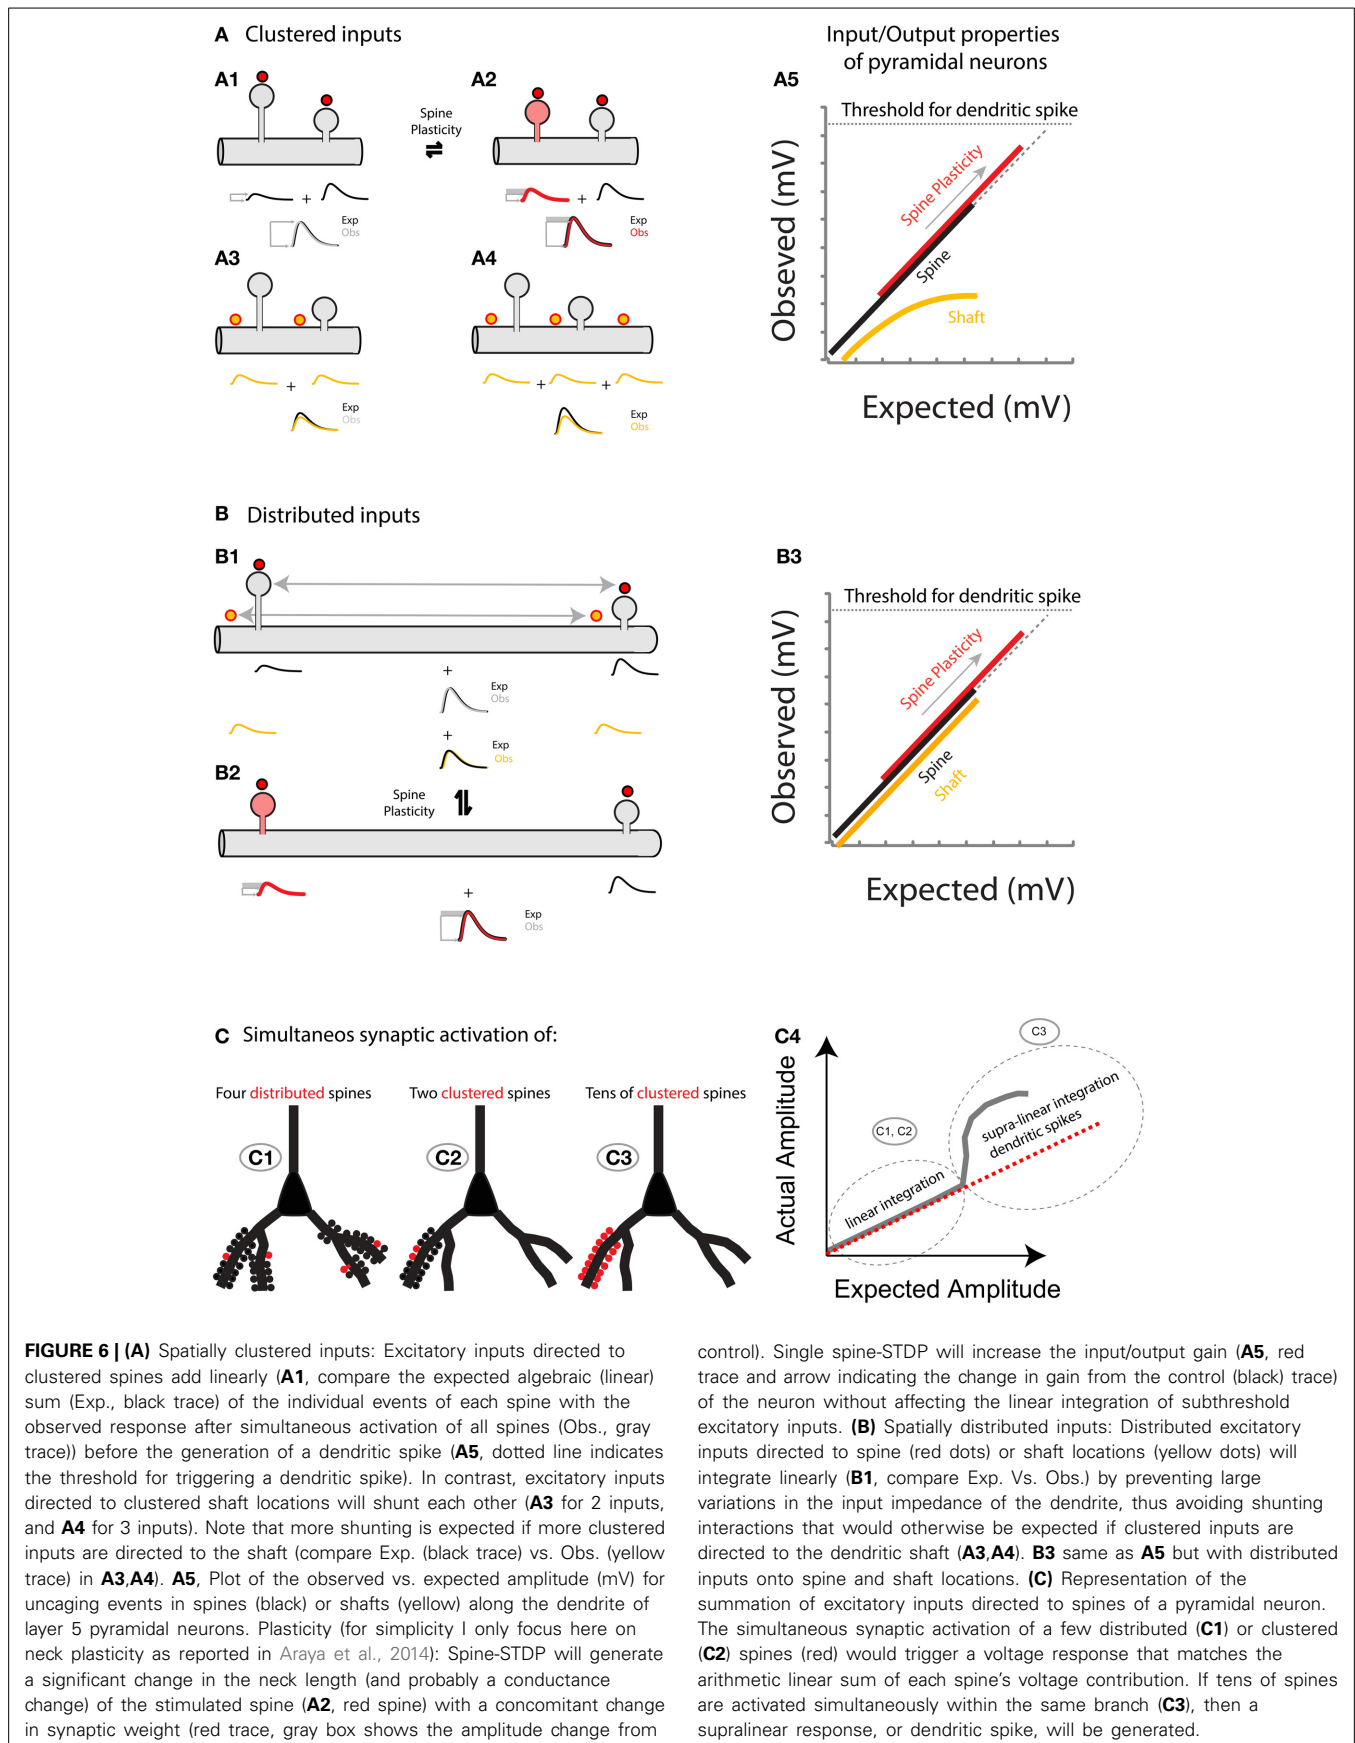 A Clustered inputs
Input/Output properties
of pyramidal neurons
A1
A2
A5
Spine
Plasticity
Threshold for dendritic spike
Spine Plasticity
Spine
Shaft
Obseved (mV)
Expected (mV)
+
+
Exp
Obs
Exp
Obs
A3
A4
+
+
+
Exp
Obs
Exp
Obs
B Distributed inputs
B1
B3
Threshold for dendritic spike
Spine Plasticity
Spine
Shaft
Observed (mV)
Expected (mV)
+
Exp
Obs
+
Exp
Obs
B2
Spine
Plasticity
+
Exp
Obs
C Simultaneos synaptic activation of:
Four distributed spines
Two clustered spines
Tens of clustered spines
C1
C2
C3
C4
C3
C1, C2
supra-linear integration
dendritic spikes
linear integration
Actual Amplitude
Expected Amplitude
FIGURE 6 | (A) Spatially clustered inputs: Excitatory inputs directed to
clustered spines add linearly (A1, compare the expected algebraic (linear)
sum (Exp., black trace) of the individual events of each spine with the
observed response after simultaneous activation of all spines (Obs., gray
trace)) before the generation of a dendritic spike (A5, dotted line indicates
the threshold for triggering a dendritic spike). In contrast, excitatory inputs
directed to clustered shaft locations will shunt each other (A3 for 2 inputs,
and A4 for 3 inputs). Note that more shunting is expected if more clustered
inputs are directed to the shaft (compare Exp. (black trace) vs. Obs. (yellow
trace) in A3,A4). A5, Plot of the observed vs. expected amplitude (mV) for
uncaging events in spines (black) or shafts (yellow) along the dendrite of
layer 5 pyramidal neurons. Plasticity (for simplicity I only focus here on
neck plasticity as reported in Araya et al., 2014): Spine-STDP will generate
a significant change in the neck length (and probably a conductance
change) of the stimulated spine (A2, red spine) with a concomitant change
in synaptic weight (red trace, gray box shows the amplitude change from
control). Single spine-STDP will increase the input/output gain (A5, red
trace and arrow indicating the change in gain from the control (black) trace)
of the neuron without affecting the linear integration of subthreshold
excitatory inputs. (B) Spatially distributed inputs: Distributed excitatory
inputs directed to spine (red dots) or shaft locations (yellow dots) will
integrate linearly (B1, compare Exp. Vs. Obs.) by preventing large
variations in the input impedance of the dendrite, thus avoiding shunting
interactions that would otherwise be expected if clustered inputs are
directed to the dendritic shaft (A3,A4). B3 same as A5 but with distributed
inputs onto spine and shaft locations. (C) Representation of the
summation of excitatory inputs directed to spines of a pyramidal neuron.
The simultaneous synaptic activation of a few distributed (C1) or clustered
(C2) spines (red) would trigger a voltage response that matches the
arithmetic linear sum of each spine's voltage contribution. If tens of spines
are activated simultaneously within the same branch (C3), then a
supralinear response, or dendritic spike, will be generated.